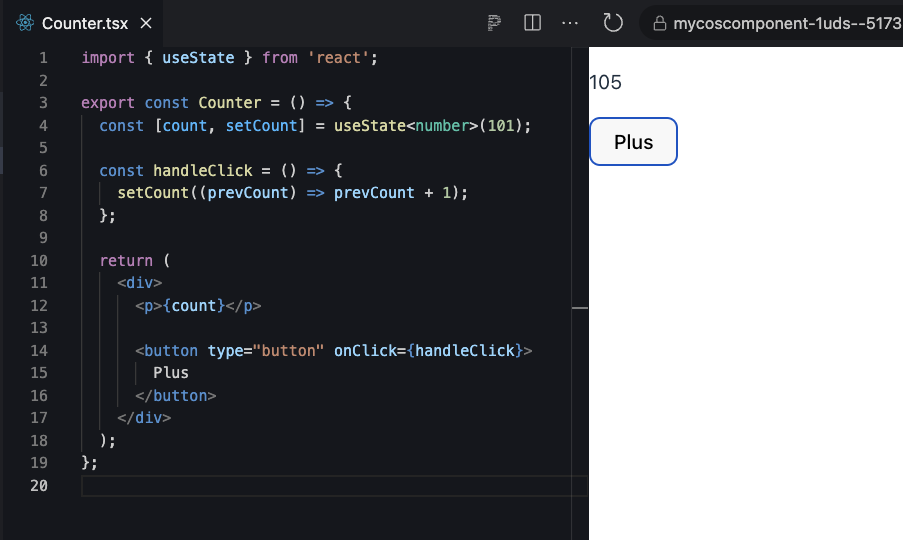 Counter.tsx
mycoscomponent-1uds--5173
1 import { useState } from 'react';
2
3 export const Counter = () => {
4 const [count, setCount] = useState<number>(101);
5
6 const handleClick = () => {
7 setCount((prevCount) => prevCount + 1);
8 };
9
10 return (
11 <div>
12 <p>{count}</p>
13
14 <button type="button" onClick={handleClick}>
15 Plus
16 </button>
17 </div>
18 );
19 };
20
105
Plus